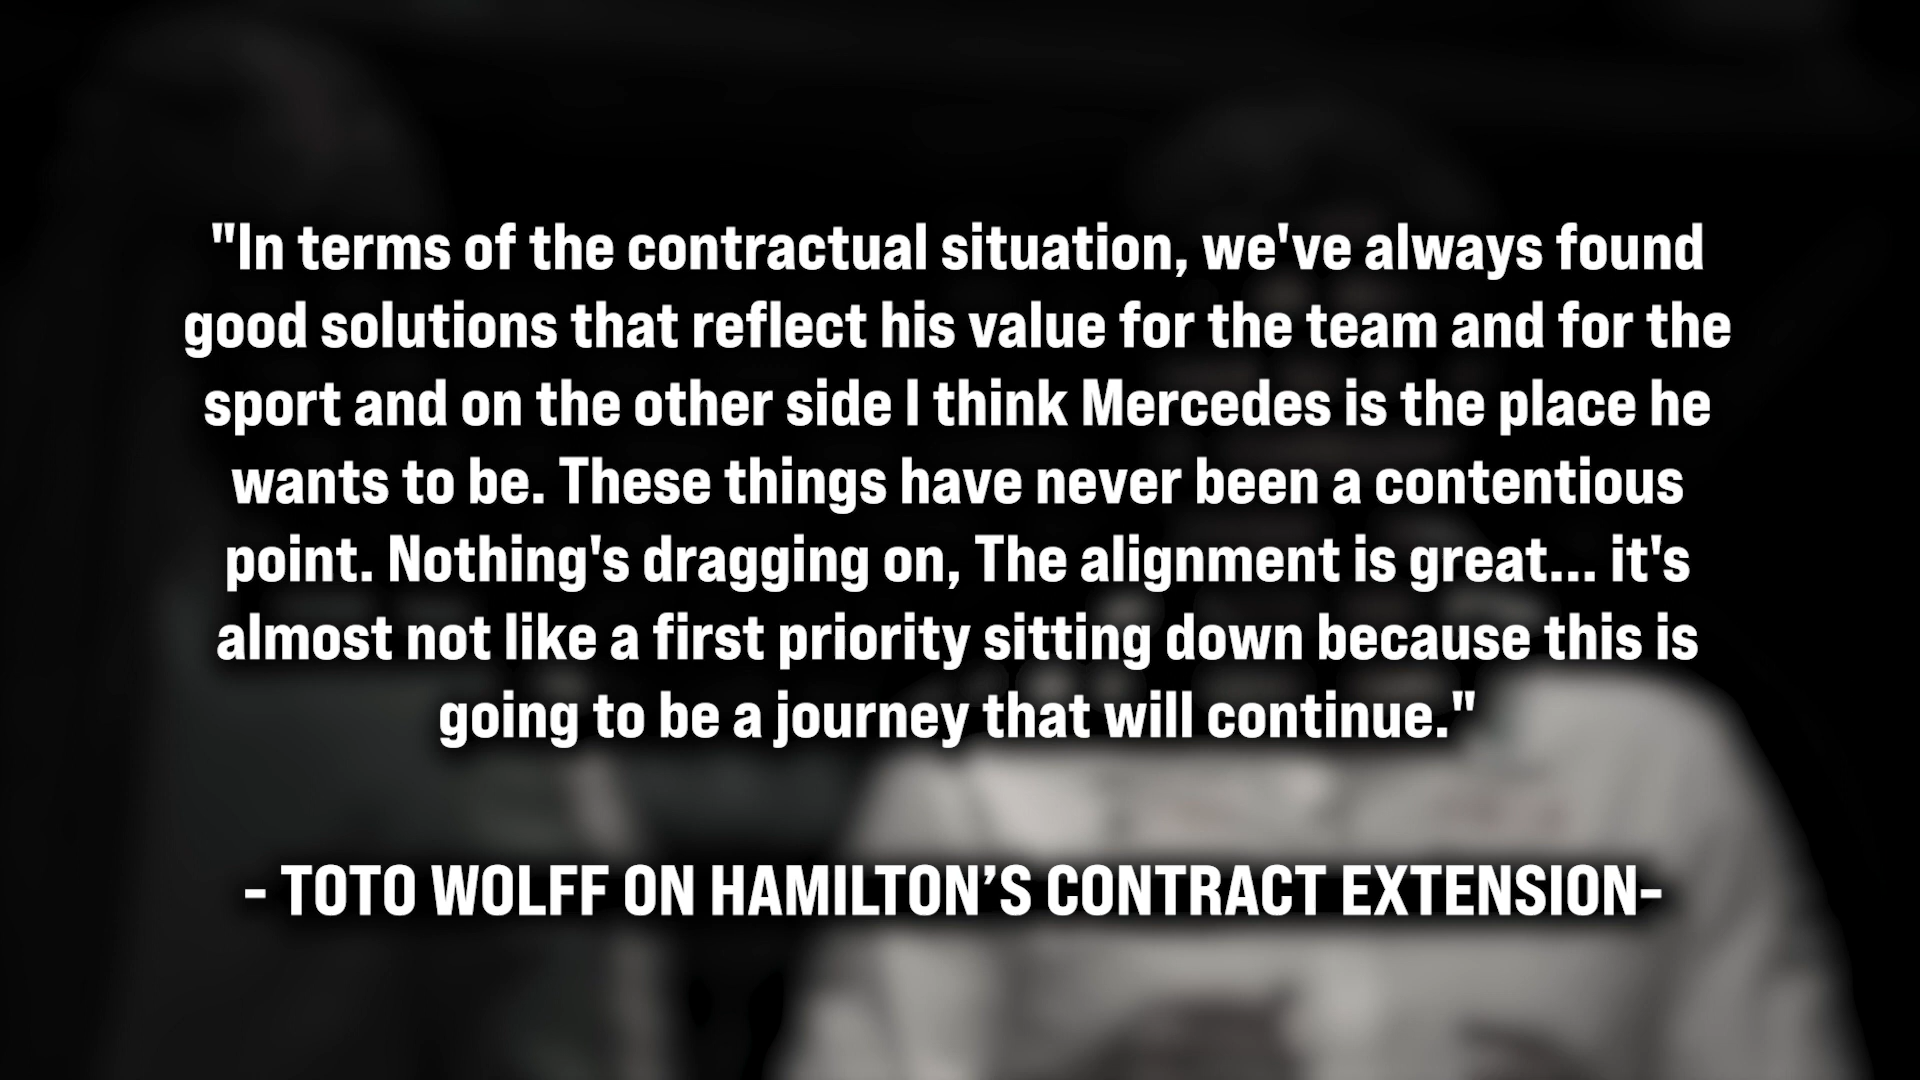 "In terms of the contractual situation, we've always found
good solutions that reflect his value for the team and for the
sport and on the other side I think Mercedes is the place he
wants to be. These things have never been a contentious
point. Nothing's dragging on, The alignment is great... it's
almost not like a first priority sitting down because this is
going to be a journey that will continue."
- TOTO WOLFF ON HAMILTON’S CONTRACT EXTENSION-